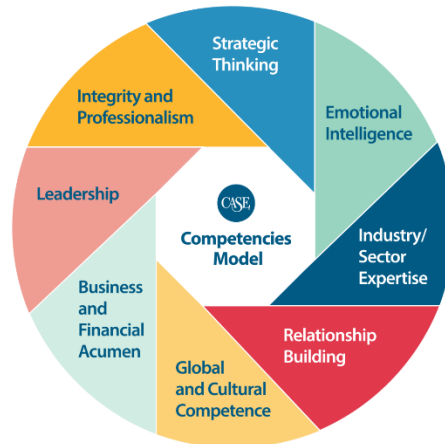 Strategic
Thinking
Emotional
Intelligence
Industry/
Sector
Expertise
Relationship
Building
Global
and Cultural
Competence
Business
and
Financial
Acumen
Leadership
Integrity and
Professionalism
CASE
Competencies
Model